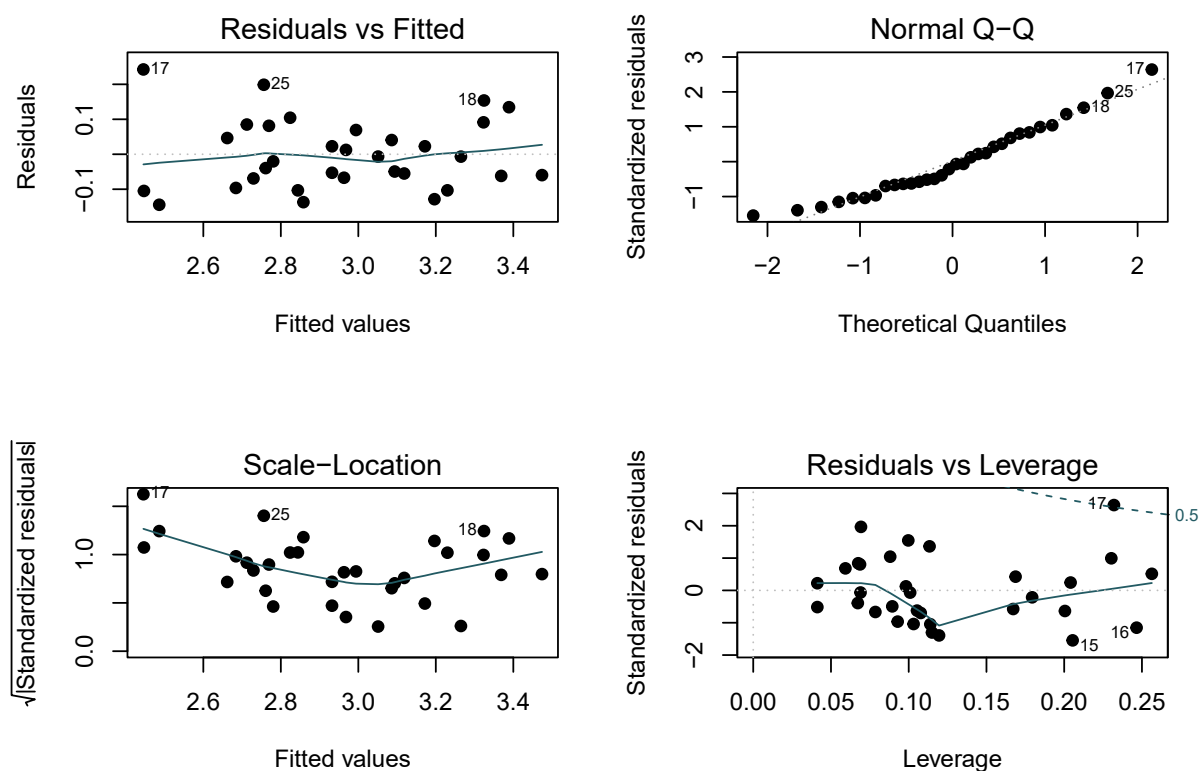 Residuals vs Fitted
Residuals
0.1
−0.1
17
25
18
2.6 2.8 3.0 3.2 3.4
Fitted values
Normal Q−Q
Standardized residuals
3
1
−1
17
25
18
−2 −1 0 1 2
Theoretical Quantiles
Scale−Location
√|Standardized residuals|
1.0
0.0
17
25
18
2.6 2.8 3.0 3.2 3.4
Fitted values
Residuals vs Leverage
Standardized residuals
2
0
−2
17
0.5
16
15
0.00 0.05 0.10 0.15 0.20 0.25
Leverage